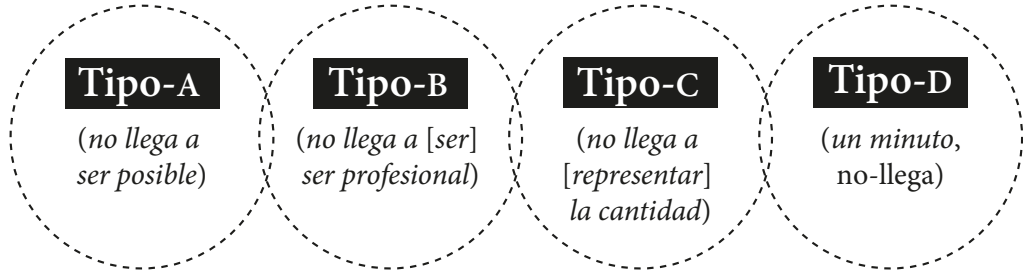 Tipo-A
(no llega a
ser posible)
Tipo-B
(no llega a [ser]
ser profesional)
Tipo-C
(no llega a
[representar]
la cantidad)
Tipo-D
(un minuto,
no-llega)